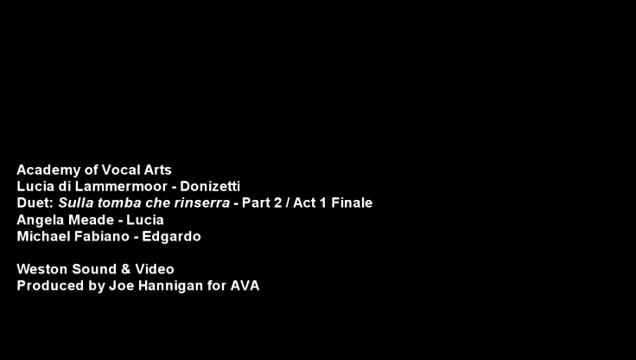 Academy of Vocal Arts
Lucia di Lammermoor - Donizetti
Duet: Sulla tomba che rinserra - Part 2 / Act 1 Finale
Angela Meade - Lucia
Michael Fabiano - Edgardo
Weston Sound & Video
Produced by Joe Hannigan for AVA